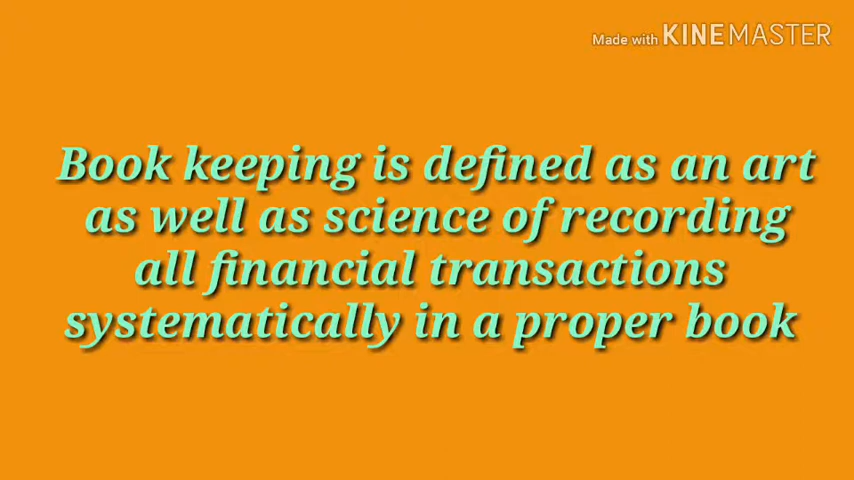 Made with KINEMASTER
Book keeping is defined as an art
as well as science of recording
all financial transactions
systematically in a proper book